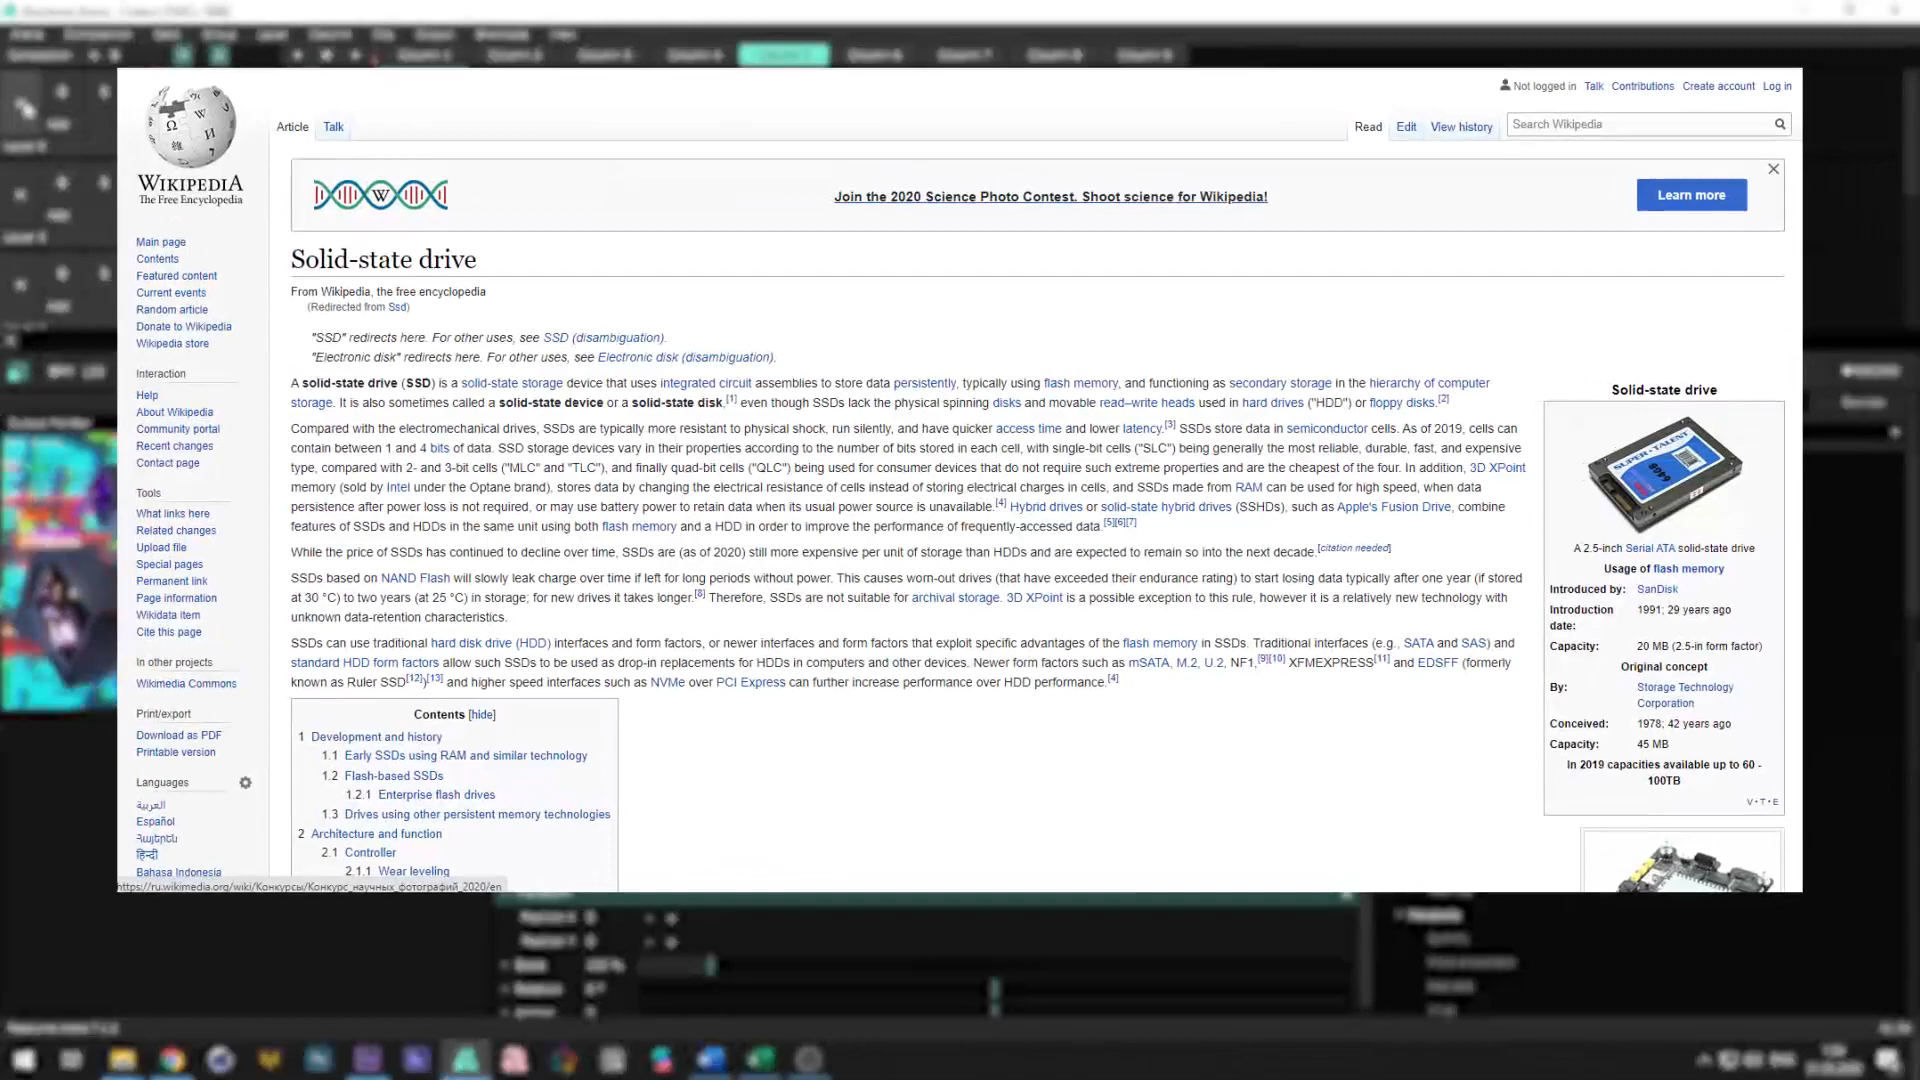 Not logged in Talk Contributions Create account Log in
Article Talk
Read Edit View history Search Wikipedia
WIKIPEDIA
The Free Encyclopedia
Join the 2020 Science Photo Contest. Shoot science for Wikipedia!
Learn more
Main page
Contents
Featured content
Current events
Random article
Donate to Wikipedia
Wikipedia store
Interaction
Help
About Wikipedia
Community portal
Recent changes
Contact page
Tools
What links here
Related changes
Upload file
Special pages
Permanent link
Page information
Wikidata item
Cite this page
In other projects
Wikimedia Commons
Print/export
Download as PDF
Printable version
Languages
العربية
Español
Հայերեն
हिन्दी
Bahasa Indonesia
https://ru.wikimedia.org/wiki/Конкурсы/Конкурс_научных_фотографий_2020/en
Solid-state drive
From Wikipedia, the free encyclopedia
(Redirected from Ssd)
"SSD" redirects here. For other uses, see SSD (disambiguation).
"Electronic disk" redirects here. For other uses, see Electronic disk (disambiguation).
A solid-state drive (SSD) is a solid-state storage device that uses integrated circuit assemblies to store data persistently, typically using flash memory, and functioning as secondary storage in the hierarchy of computer
storage. It is also sometimes called a solid-state device or a solid-state disk,[1] even though SSDs lack the physical spinning disks and movable read–write heads used in hard drives ("HDD") or floppy disks.[2]
Compared with the electromechanical drives, SSDs are typically more resistant to physical shock, run silently, and have quicker access time and lower latency.[3] SSDs store data in semiconductor cells. As of 2019, cells can
contain between 1 and 4 bits of data. SSD storage devices vary in their properties according to the number of bits stored in each cell, with single-bit cells ("SLC") being generally the most reliable, durable, fast, and expensive
type, compared with 2- and 3-bit cells ("MLC" and "TLC"), and finally quad-bit cells ("QLC") being used for consumer devices that do not require such extreme properties and are the cheapest of the four. In addition, 3D XPoint
memory (sold by Intel under the Optane brand), stores data by changing the electrical resistance of cells instead of storing electrical charges in cells, and SSDs made from RAM can be used for high speed, when data
persistence after power loss is not required, or may use battery power to retain data when its usual power source is unavailable.[4] Hybrid drives or solid-state hybrid drives (SSHDs), such as Apple's Fusion Drive, combine
features of SSDs and HDDs in the same unit using both flash memory and a HDD in order to improve the performance of frequently-accessed data.[5][6][7]
While the price of SSDs has continued to decline over time, SSDs are (as of 2020) still more expensive per unit of storage than HDDs and are expected to remain so into the next decade.[citation needed]
SSDs based on NAND Flash will slowly leak charge over time if left for long periods without power. This causes worn-out drives (that have exceeded their endurance rating) to start losing data typically after one year (if stored
at 30 °C) to two years (at 25 °C) in storage; for new drives it takes longer.[8] Therefore, SSDs are not suitable for archival storage. 3D XPoint is a possible exception to this rule, however it is a relatively new technology with
unknown data-retention characteristics.
SSDs can use traditional hard disk drive (HDD) interfaces and form factors, or newer interfaces and form factors that exploit specific advantages of the flash memory in SSDs. Traditional interfaces (e.g., SATA and SAS) and
standard HDD form factors allow such SSDs to be used as drop-in replacements for HDDs in computers and other devices. Newer form factors such as mSATA, M.2, U.2, NF1,[9][10] XFMEXPRESS[11] and EDSFF (formerly
known as Ruler SSD[12])[13] and higher speed interfaces such as NVMe over PCI Express can further increase performance over HDD performance.[4]
Contents [hide]
1 Development and history
1.1 Early SSDs using RAM and similar technology
1.2 Flash-based SSDs
1.2.1 Enterprise flash drives
1.3 Drives using other persistent memory technologies
2 Architecture and function
2.1 Controller
2.1.1 Wear leveling
Solid-state drive
SUPER TALENT
64GB
A 2.5-inch Serial ATA solid-state drive
Usage of flash memory
Introduced by: SanDisk
Introduction date: 1991; 29 years ago
Capacity: 20 MB (2.5-in form factor)
Original concept
By: Storage Technology
Corporation
Conceived: 1978; 42 years ago
Capacity: 45 MB
In 2019 capacities available up to 60 -
100TB
V·T·E